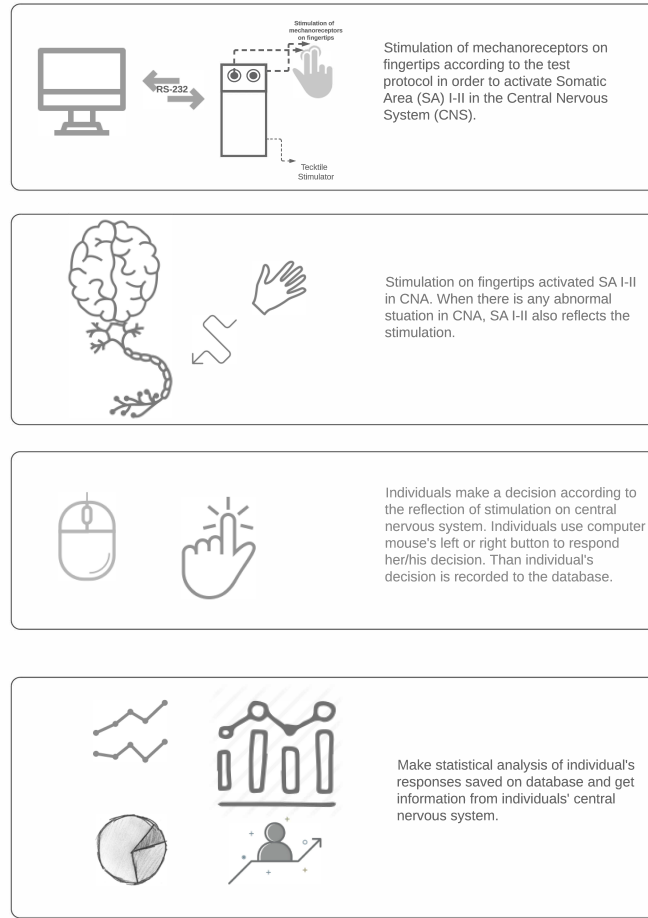 Stimulation of
mechanoreceptors
on fingertips
RS-232
Tecktile
Stimulator
Stimulation of mechanoreceptors on
fingertips according to the test
protocol in order to activate Somatic
Area (SA) I-II in the Central Nervous
System (CNS).
Stimulation on fingertips activated SA I-II
in CNA. When there is any abnormal
stuation in CNA, SA I-II also reflects the
stimulation.
Individuals make a decision according to
the reflection of stimulation on central
nervous system. Individuals use computer
mouse's left or right button to respond
her/his decision. Than individual's
decision is recorded to the database.
Make statistical analysis of individual's
responses saved on database and get
information from individuals' central
nervous system.